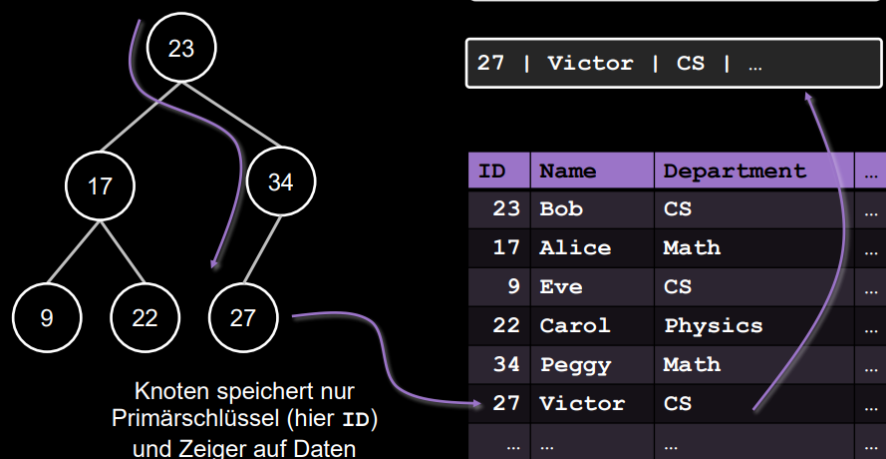 23
17
34
9
22
27
Knoten speichert nur
Primärschlüssel (hier ID)
und Zeiger auf Daten
27 | Victor | CS | …
ID Name Department …
23 Bob CS …
17 Alice Math …
9 Eve CS …
22 Carol Physics …
34 Peggy Math …
27 Victor CS …
… … … …